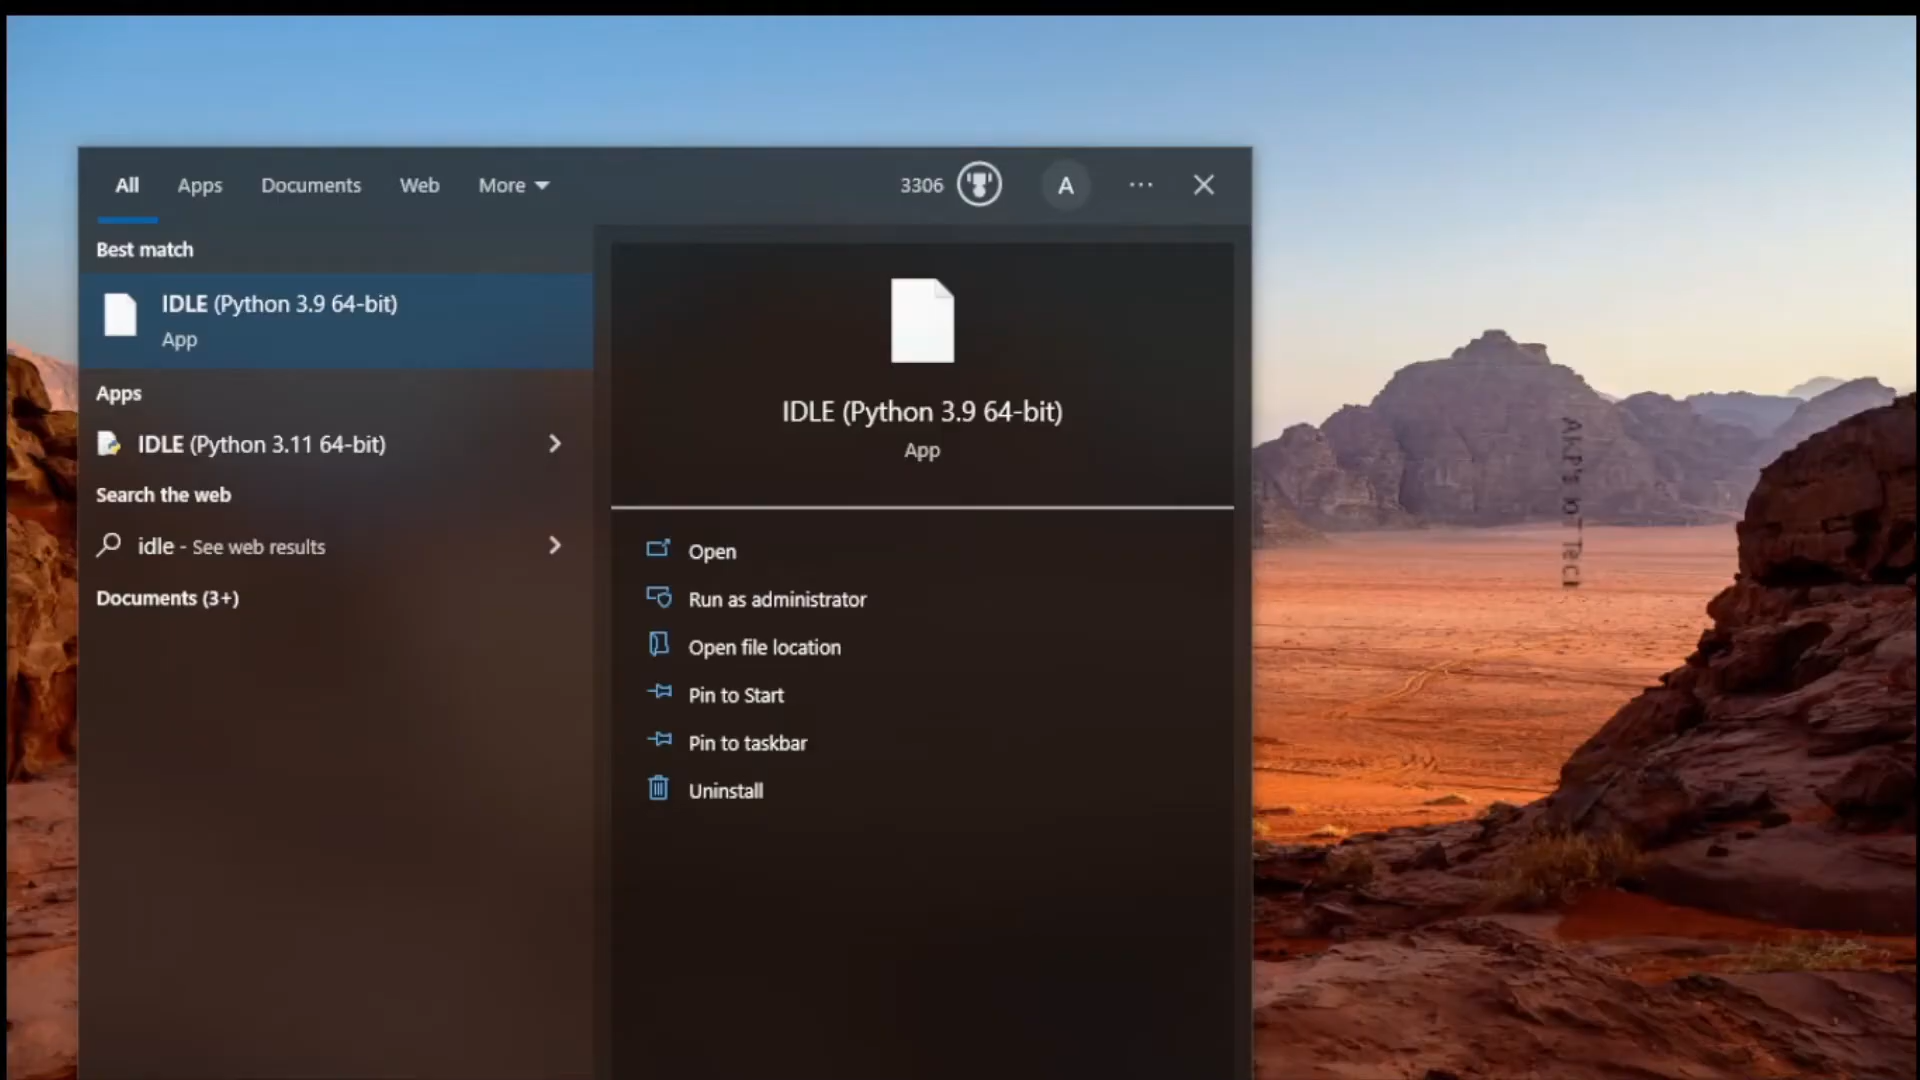 All Apps Documents Web More 3306 A
Best match
IDLE (Python 3.9 64-bit)
App
Apps
IDLE (Python 3.11 64-bit)
Search the web
idle - See web results
Documents (3+)
IDLE (Python 3.9 64-bit)
App
Open
Run as administrator
Open file location
Pin to Start
Pin to taskbar
Uninstall